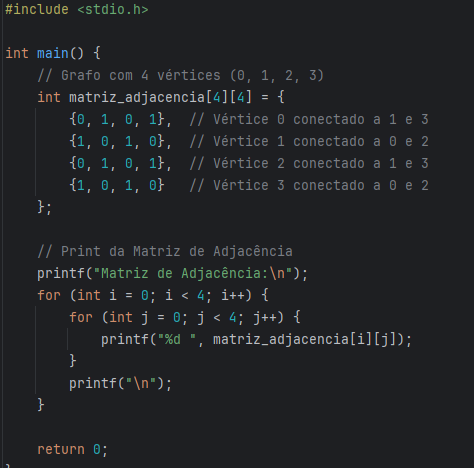 #include <stdio.h>

int main() {
    // Grafo com 4 vértices (0, 1, 2, 3)
    int matriz_adjacencia[4][4] = {
        {0, 1, 0, 1},  // Vértice 0 conectado a 1 e 3
        {1, 0, 1, 0},  // Vértice 1 conectado a 0 e 2
        {0, 1, 0, 1},  // Vértice 2 conectado a 1 e 3
        {1, 0, 1, 0}   // Vértice 3 conectado a 0 e 2
    };

    // Print da Matriz de Adjacência
    printf("Matriz de Adjacência:\n");
    for (int i = 0; i < 4; i++) {
        for (int j = 0; j < 4; j++) {
            printf("%d ", matriz_adjacencia[i][j]);
        }
        printf("\n");
    }

    return 0;
}